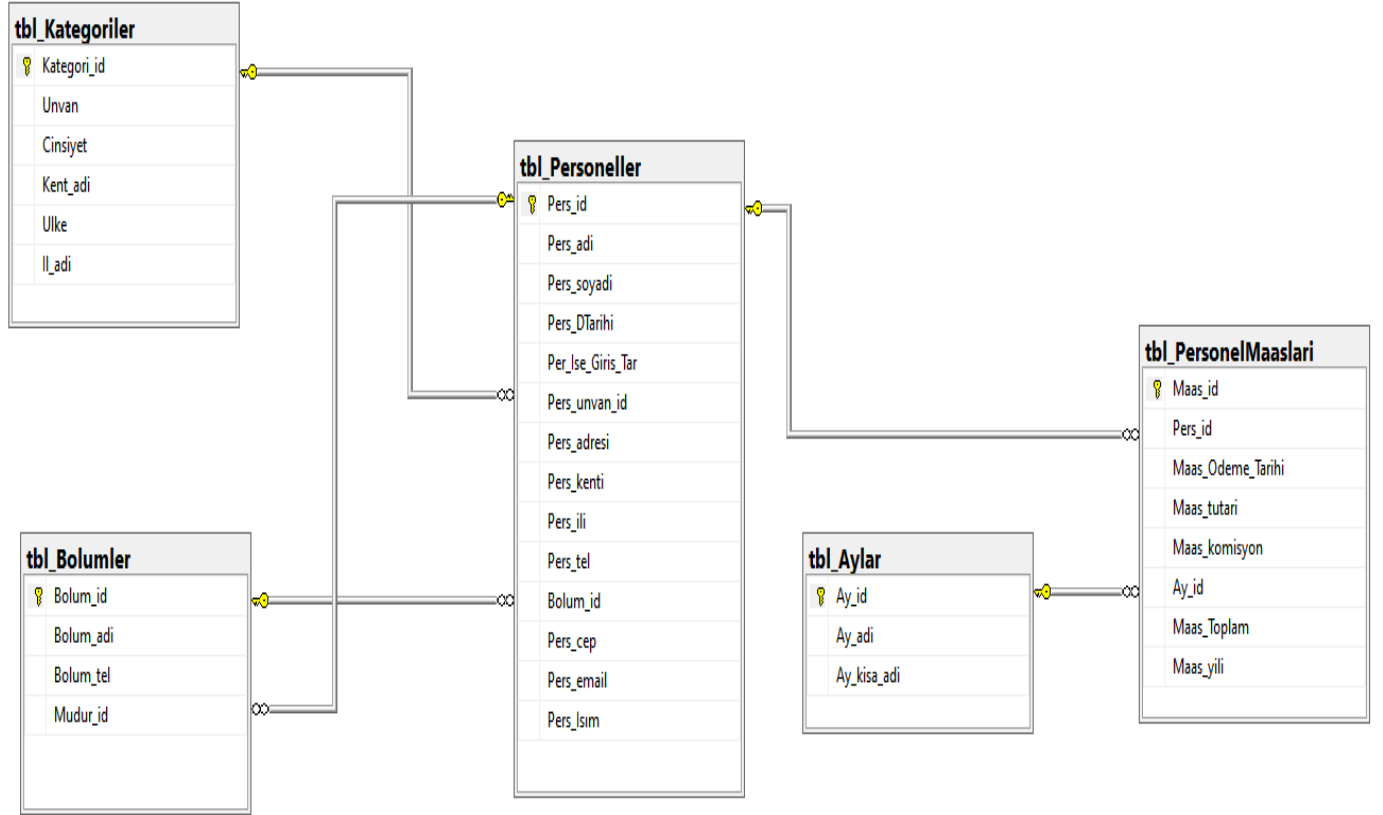 tbl_Kategoriler
Kategori_id
Unvan
Cinsiyet
Kent_adi
Ulke
Il_adi
tbl_Personeller
Pers_id
Pers_adi
Pers_soyadi
Pers_DTarihi
Per_Ise_Giris_Tar
Pers_unvan_id
Pers_adresi
Pers_kenti
Pers_ili
Pers_tel
Bolum_id
Pers_cep
Pers_email
Pers_Isım
tbl_PersonelMaaslari
Maas_id
Pers_id
Maas_Odeme_Tarihi
Maas_tutari
Maas_komisyon
Ay_id
Maas_Toplam
Maas_yili
tbl_Bolumler
Bolum_id
Bolum_adi
Bolum_tel
Mudur_id
tbl_Aylar
Ay_id
Ay_adi
Ay_kisa_adi